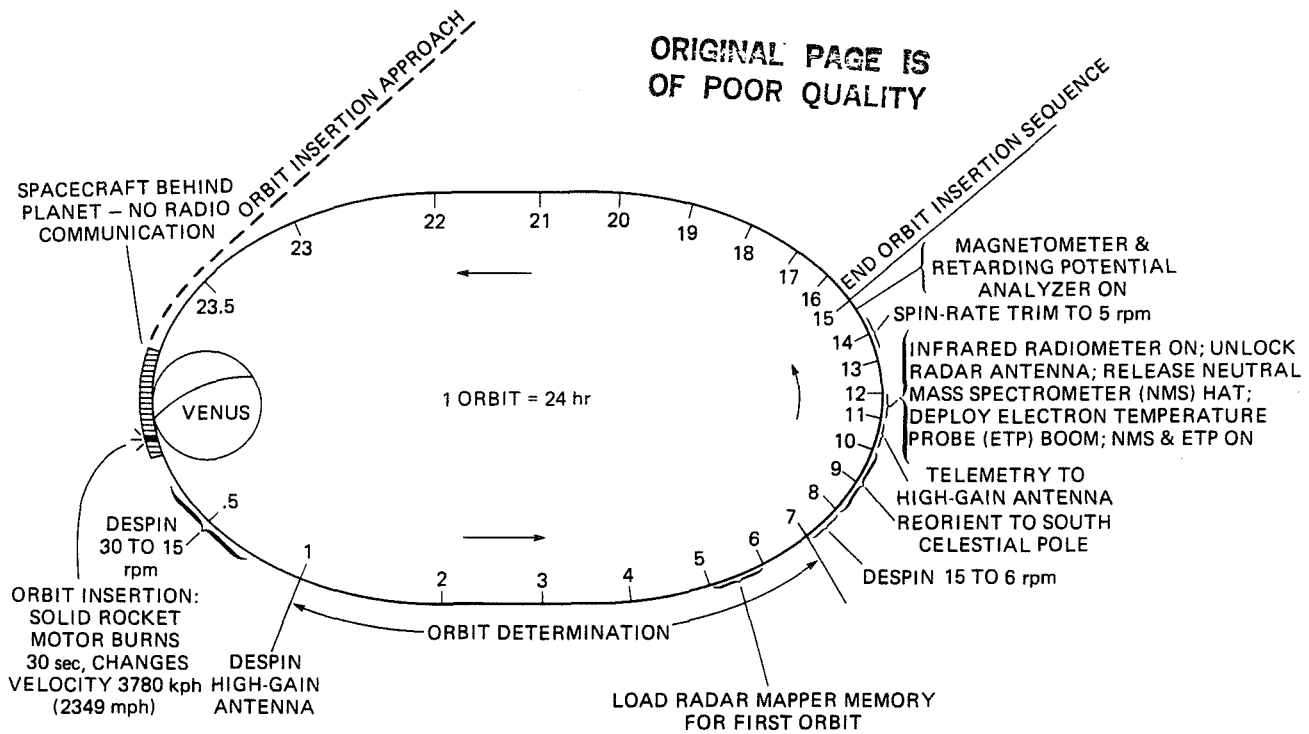 ORIGINAL PAGE IS
OF POOR QUALITY
ORBIT INSERTION APPROACH
END ORBIT INSERTION SEQUENCE
SPACECRAFT BEHIND
PLANET – NO RADIO
COMMUNICATION
22
21
20
19
18
17
16
15
14
13
12
11
10
9
8
7
6
5
4
3
2
1
.5
23.5
23
MAGNETOMETER &
RETARDING POTENTIAL
ANALYZER ON
SPIN-RATE TRIM TO 5 rpm
INFRARED RADIOMETER ON; UNLOCK
RADAR ANTENNA; RELEASE NEUTRAL
MASS SPECTROMETER (NMS) HAT;
DEPLOY ELECTRON TEMPERATURE
PROBE (ETP) BOOM; NMS & ETP ON
VENUS
1 ORBIT = 24 hr
TELEMETRY TO
HIGH-GAIN ANTENNA
REORIENT TO SOUTH
CELESTIAL POLE
DESPIN 15 TO 6 rpm
DESPIN
30 TO 15
rpm
ORBIT INSERTION:
SOLID ROCKET
MOTOR BURNS
30 sec, CHANGES
VELOCITY 3780 kph
(2349 mph)
DESPIN
HIGH-GAIN
ANTENNA
ORBIT DETERMINATION
LOAD RADAR MAPPER MEMORY
FOR FIRST ORBIT